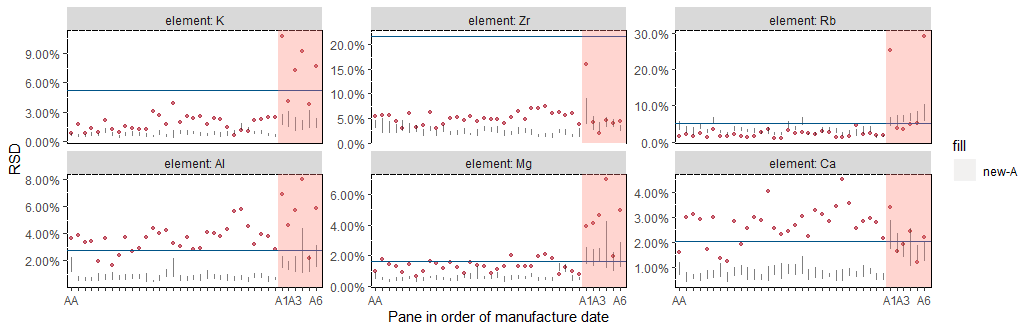 element: K
element: Zr
element: Rb
9.00%
6.00%
3.00%
0.00%
20.0%
15.0%
10.0%
5.0%
0.0%
30.0%
20.0%
10.0%
0.0%
RSD
fill
new-A
element: Al
element: Mg
element: Ca
8.00%
6.00%
4.00%
2.00%
6.00%
4.00%
2.00%
0.00%
4.00%
3.00%
2.00%
1.00%
AA A1A3 A6
AA A1A3 A6
AA A1A3 A6
Pane in order of manufacture date